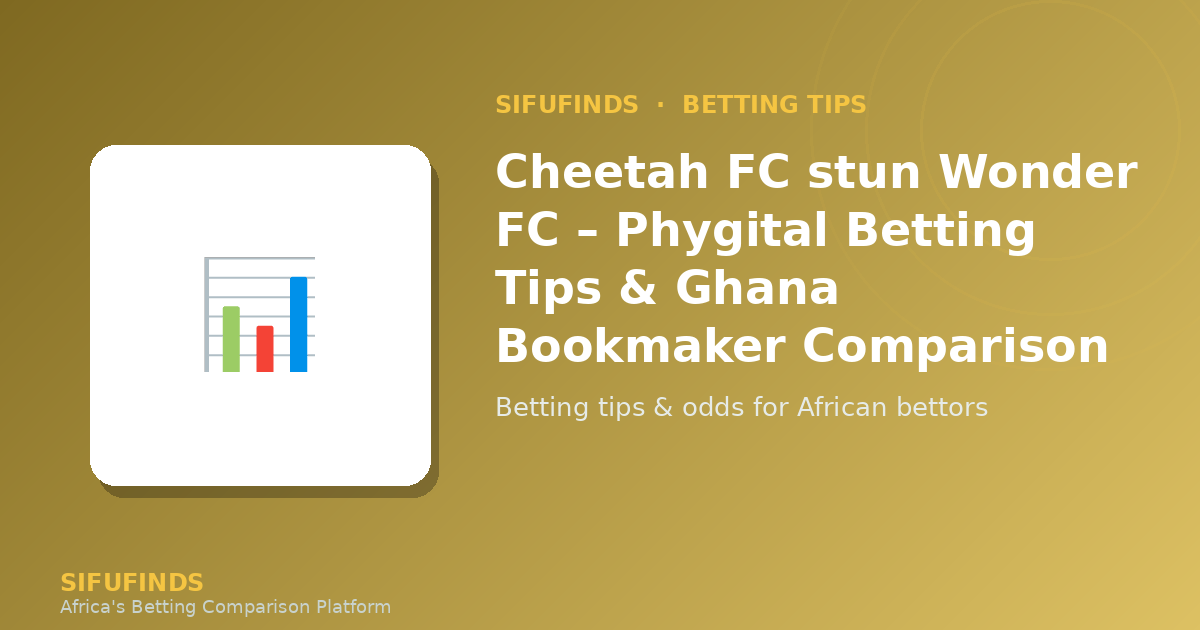 SIFUFINDS · BETTING TIPS
Cheetah FC stun Wonder
FC – Phygital Betting
Tips & Ghana
Bookmaker Comparison
Betting tips & odds for African bettors
SIFUFINDS
Africa's Betting Comparison Platform